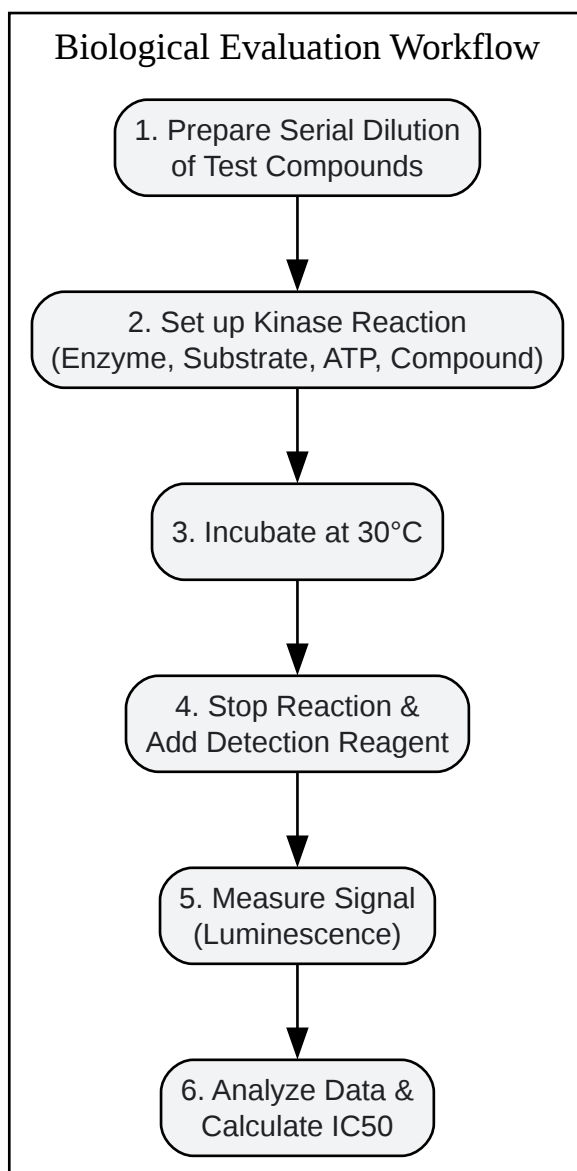 Biological Evaluation Workflow
1. Prepare Serial Dilution
of Test Compounds
2. Set up Kinase Reaction
(Enzyme, Substrate, ATP, Compound)
3. Incubate at 30°C
4. Stop Reaction &
Add Detection Reagent
5. Measure Signal
(Luminescence)
6. Analyze Data &
Calculate IC50